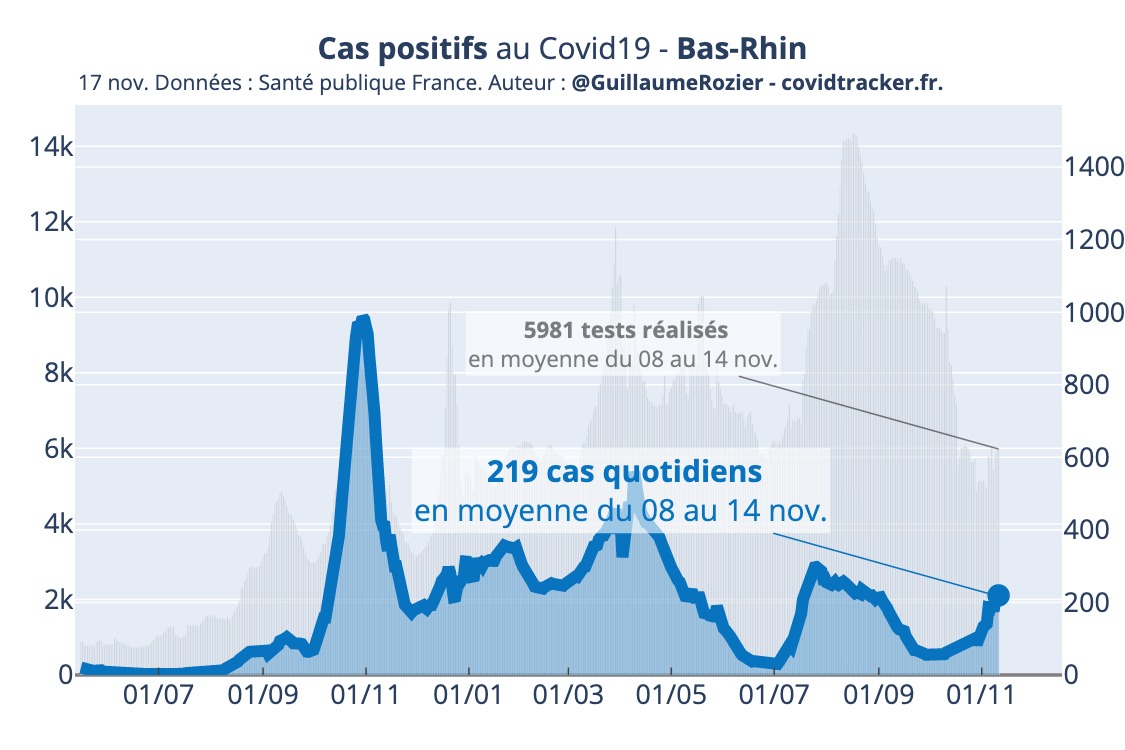 Cas positifs au Covid19 - Bas-Rhin
17 nov. Données : Santé publique France. Auteur : @GuillaumeRozier - covidtracker.fr.
14k
12k
10k
8k
6k
4k
2k
0
1400
1200
1000
800
600
400
200
0
5981 tests réalisés
en moyenne du 08 au 14 nov.
219 cas quotidiens
en moyenne du 08 au 14 nov.
01/07 01/09 01/11 01/01 01/03 01/05 01/07 01/09 01/11